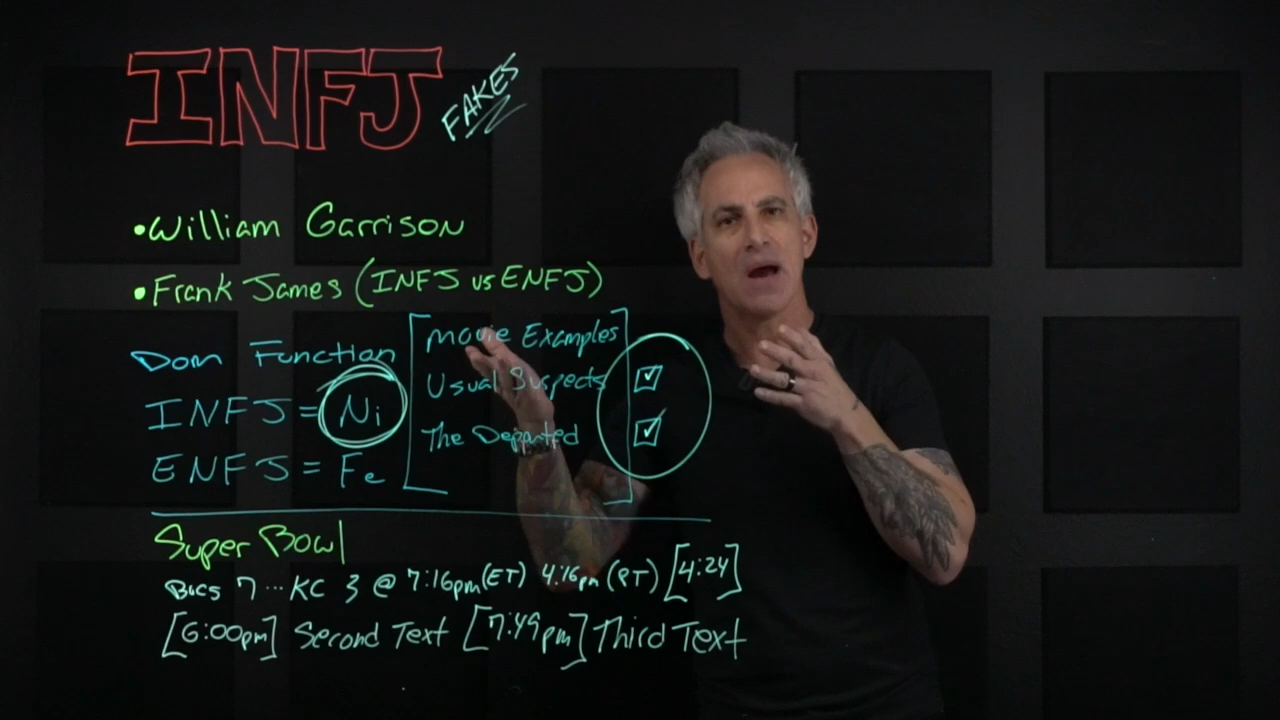 INFJ FAKES
• William Garrison
• Frank James (INFJ vs ENFJ)
Dom Function
INFJ = Ni
ENFJ = Fe
[Movie Examples
Usual Suspects ☑
The Departed ☑]
Super Bowl
Bucs 7 ... KC 3 @ 7:16pm (ET) 4:16pm (PT) [4:24]
[6:00pm] Second Text [7:49pm] Third Text